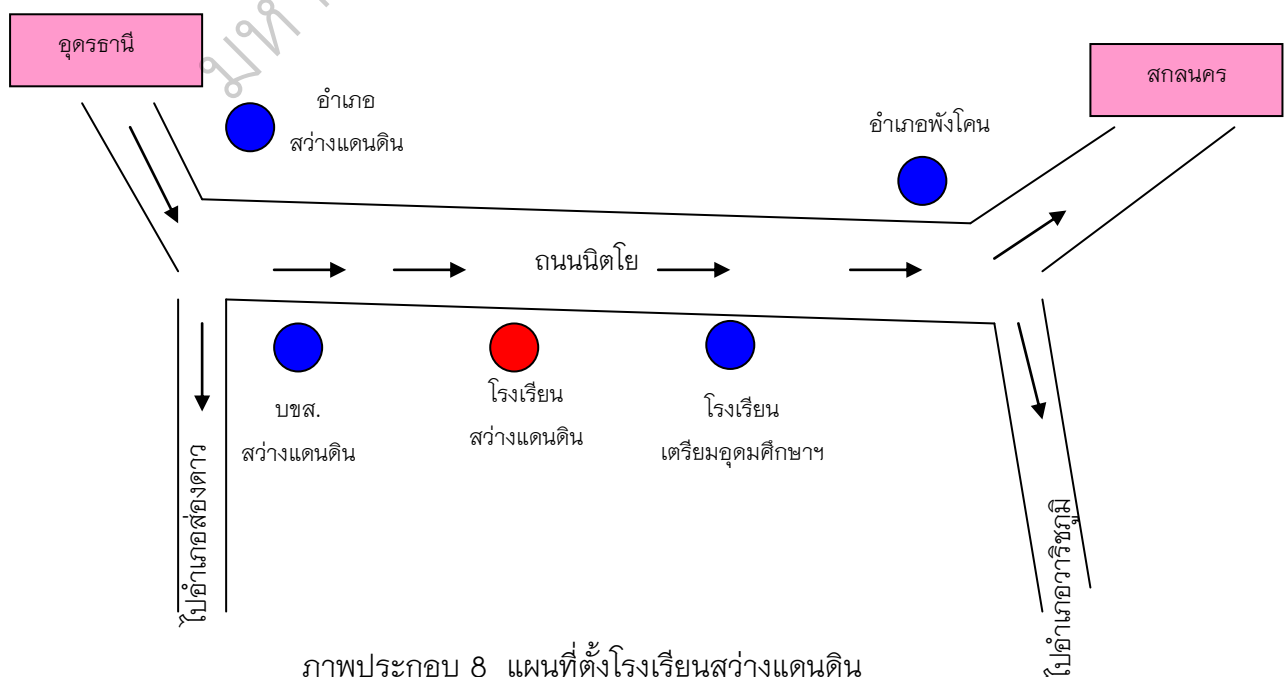 อุดรธานี
มห
สกลนคร
อำเภอ
สว่างแดนดิน
อำเภอพังโคน
ถนนนิตโย
บขส.
สว่างแดนดิน
โรงเรียน
สว่างแดนดิน
โรงเรียน
เตรียมอุดมศึกษาฯ
ไปอำเภอส่องดาว
ไปอำเภอวาริชภูมิ
ภาพประกอบ 8 แผนที่ตั้งโรงเรียนสว่างแดนดิน